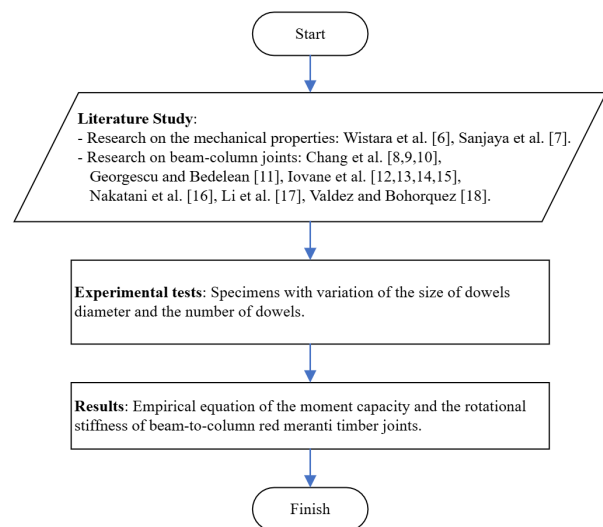 Start
Literature Study:
- Research on the mechanical properties: Wistara et al. [6], Sanjaya et al. [7].
- Research on beam-column joints: Chang et al. [8,9,10],
Georgescu and Bedelean [11], Iovane et al. [12,13,14,15],
Nakatani et al. [16], Li et al. [17], Valdez and Bohorquez [18].
Experimental tests: Specimens with variation of the size of dowels
diameter and the number of dowels.
Results: Empirical equation of the moment capacity and the rotational
stiffness of beam-to-column red meranti timber joints.
Finish